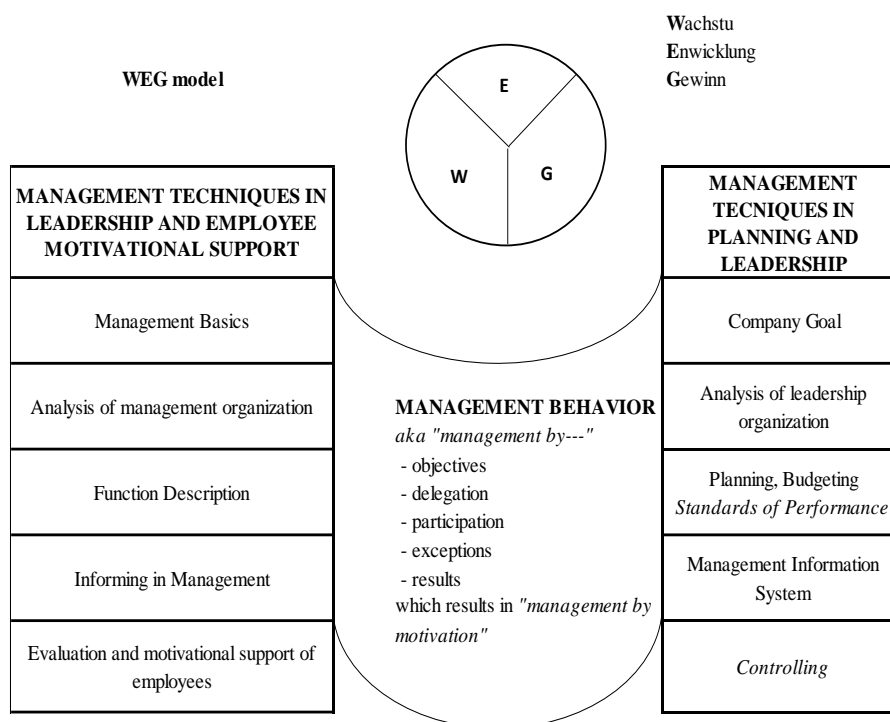 WEG model
E
W
G
Wachstu
Enwicklung
Gewinn
MANAGEMENT TECHNIQUES IN
LEADERSHIP AND EMPLOYEE
MOTIVATIONAL SUPPORT
Management Basics
Analysis of management organization
Function Description
Informing in Management
Evaluation and motivational support of
employees
MANAGEMENT BEHAVIOR
aka "management by---"
- objectives
- delegation
- participation
- exceptions
- results
which results in "management by
motivation"
MANAGEMENT
TECNIQUES IN
PLANNING AND
LEADERSHIP
Company Goal
Analysis of leadership
organization
Planning, Budgeting
Standards of Performance
Management Information
System
Controlling